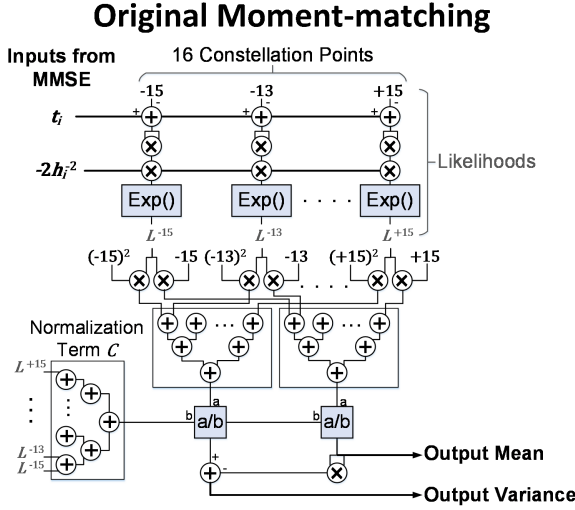 Original Moment-matching
Inputs from
MMSE
16 Constellation Points
-15 -13 +15
- - -
+ + +
tᵢ
-2hᵢ⁻²
Likelihoods
Exp() Exp() . . . . Exp()
L⁻¹⁵ L⁻¹³ L⁺¹⁵
(-15)² -15 (-13)² -13 (+15)² +15
. . . .
... ...
Normalization
Term C
L⁺¹⁵
L⁻¹³
L⁻¹⁵
a a
b a/b b a/b
+ -
Output Mean
Output Variance